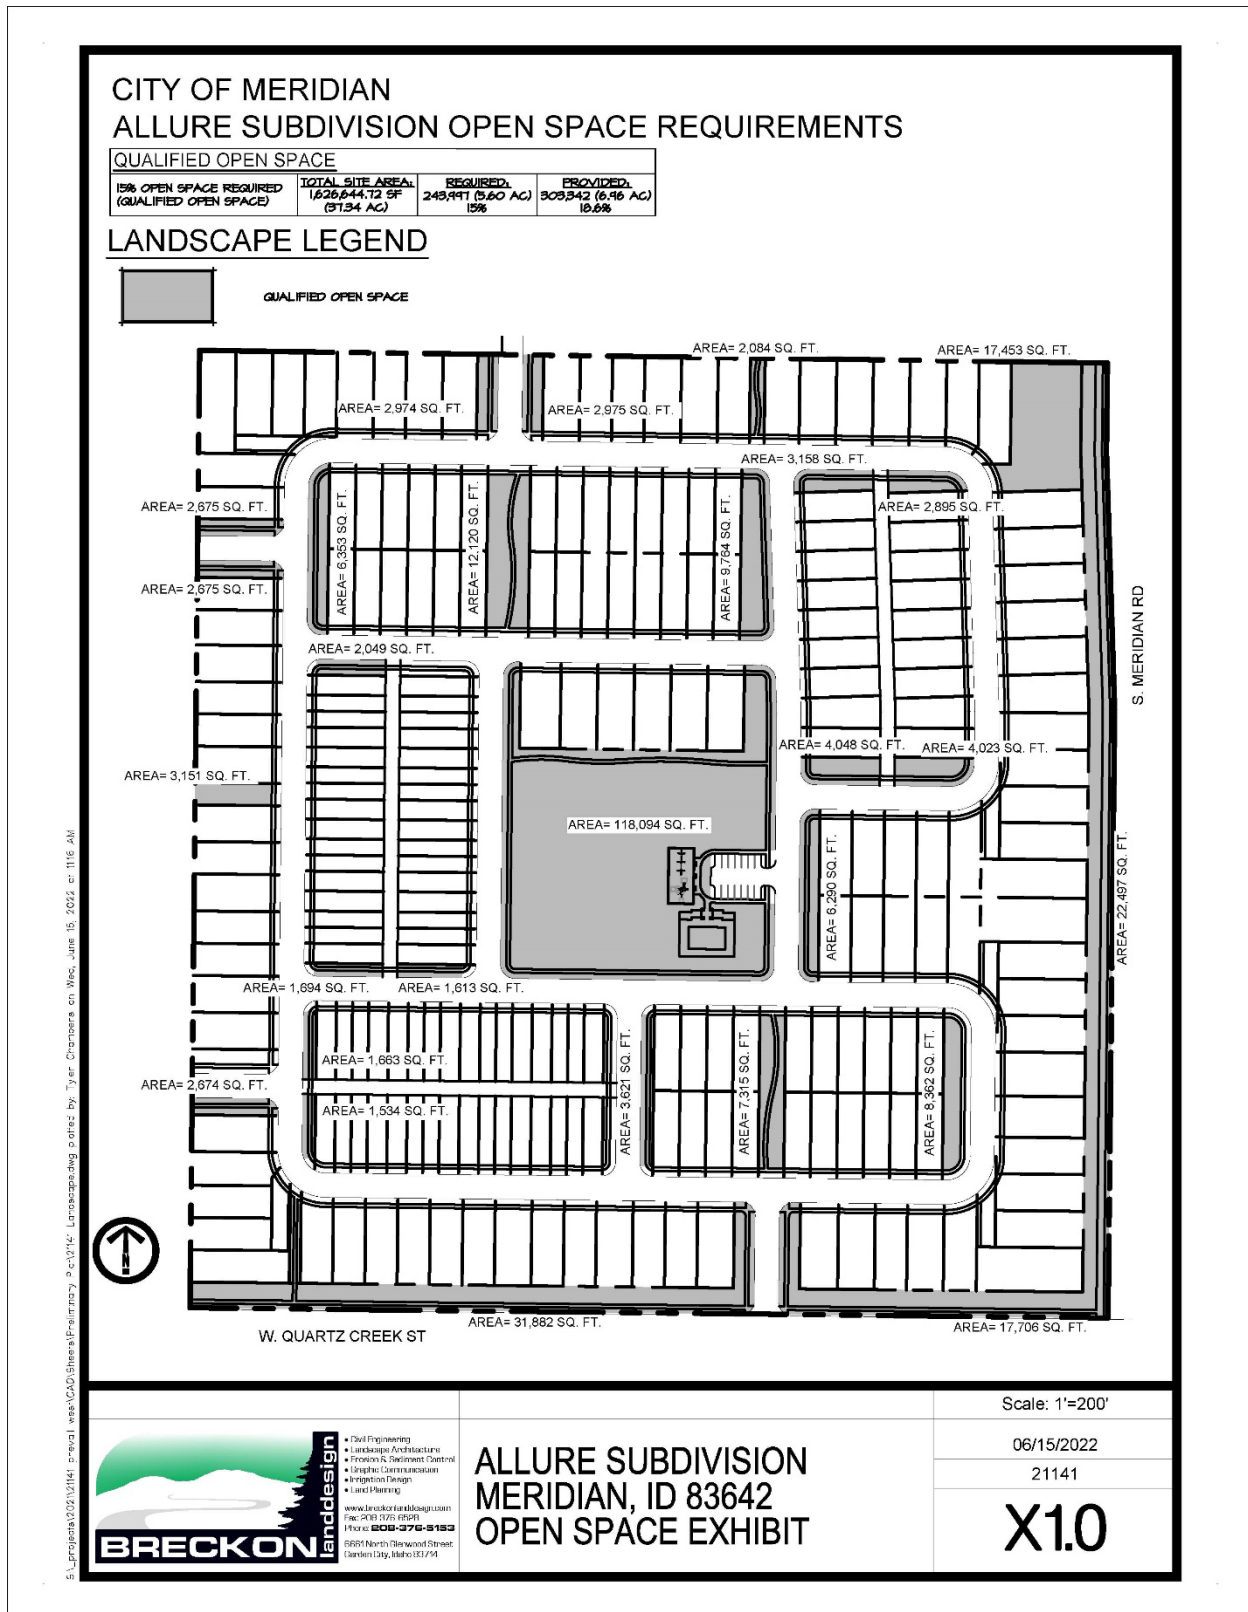 CITY OF MERIDIAN
ALLURE SUBDIVISION OPEN SPACE REQUIREMENTS
QUALIFIED OPEN SPACE
15% OPEN SPACE REQUIRED
(QUALIFIED OPEN SPACE)
TOTAL SITE AREA:
1,626,644.72 SF
(37.34 AC)
REQUIRED:
243,997 (5.60 AC)
15%
PROVIDED:
303,342 (6.96 AC)
18.6%
LANDSCAPE LEGEND
QUALIFIED OPEN SPACE
AREA= 2,084 SQ. FT.
AREA= 17,453 SQ. FT.
AREA= 2,974 SQ. FT.
AREA= 2,975 SQ. FT.
AREA= 3,158 SQ. FT.
AREA= 2,675 SQ. FT.
AREA= 6,353 SQ. FT.
AREA= 12,120 SQ. FT.
AREA= 9,764 SQ. FT.
AREA= 2,895 SQ. FT.
AREA= 2,675 SQ. FT.
S. MERIDIAN RD
AREA= 2,049 SQ. FT.
AREA= 4,048 SQ. FT.
AREA= 4,023 SQ. FT.
AREA= 3,151 SQ. FT.
AREA= 118,094 SQ. FT.
AREA= 6,290 SQ. FT.
AREA= 22,497 SQ. FT.
AREA= 1,694 SQ. FT.
AREA= 1,613 SQ. FT.
AREA= 1,663 SQ. FT.
AREA= 3,621 SQ. FT.
AREA= 7,315 SQ. FT.
AREA= 8,362 SQ. FT.
AREA= 2,674 SQ. FT.
AREA= 1,534 SQ. FT.
N
AREA= 31,882 SQ. FT.
W. QUARTZ CREEK ST
AREA= 17,706 SQ. FT.
BRECKON
landdesign
• Civil Engineering
• Landscape Architecture
• Erosion & Sediment Control
• Graphic Communication
• Irrigation Design
• Land Planning
www.breckonlanddesign.com
Fax: 208-376-6528
Phone: 208-376-5153
6661 North Glenwood Street
Garden City, Idaho 83714
ALLURE SUBDIVISION
MERIDIAN, ID 83642
OPEN SPACE EXHIBIT
Scale: 1'=200'
06/15/2022
21141
X1.0